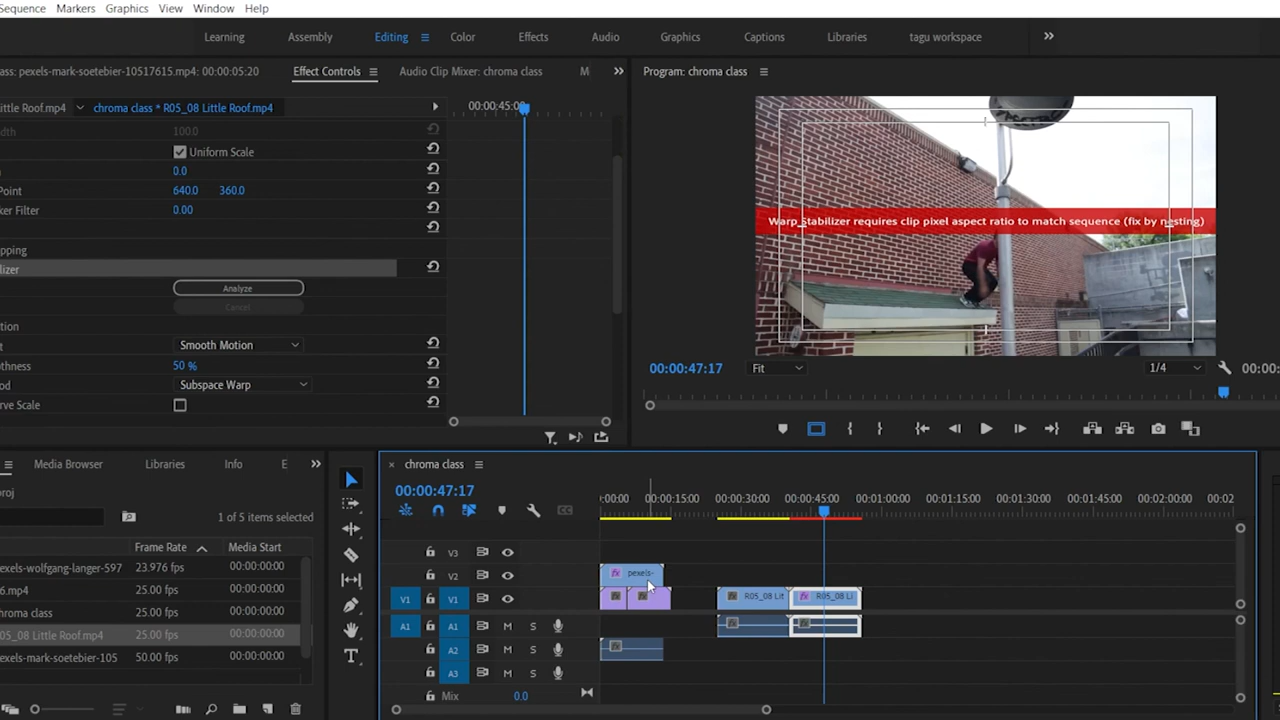 Sequence Markers Graphics View Window Help
Learning Assembly Editing Color Effects Audio Graphics Captions Libraries tagu workspace
ass: pexels-mark-soetebier-10517615.mp4: 00:00:05:20 Effect Controls Audio Clip Mixer: chroma class M
Program: chroma class
ittle Roof.mp4 chroma class * R05_08 Little Roof.mp4 00:00:45:00
idth 100.0
Uniform Scale
n 0.0
Point 640.0 360.0
ker Filter 0.00
pping
lizer
Analyze
Cancel
tion
t Smooth Motion
othness 50 %
od Subspace Warp
erve Scale
Warp Stabilizer requires clip pixel aspect ratio to match sequence (fix by nesting)
00:00:47:17 Fit 1/4 00:00:
Media Browser Libraries Info E
roj
1 of 5 items selected
Frame Rate Media Start
exels-wolfgang-langer-597 23.976 fps 00:00:00:00
6.mp4 25.00 fps 00:00:00:00
hroma class 25.00 fps 00:00:00:00
05_08 Little Roof.mp4 25.00 fps 00:00:00:00
exels-mark-soetebier-105 50.00 fps 00:00:00:00
× chroma class
00:00:47:17
:00:00 00:00:15:00 00:00:30:00 00:00:45:00 00:01:00:00 00:01:15:00 00:01:30:00 00:01:45:00 00:02:00:00 00:02
V3
V2 fx pexels-
V1 V1 fx R05_08 Lit fx R05_08 Li
A1 A1 M S
A2 M S
A3 M S
Mix 0.0